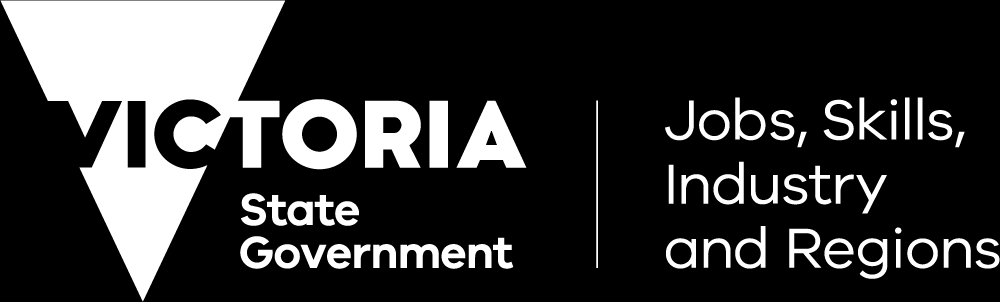 VICTORIA
State
Government
Jobs, Skills,
Industry
and Regions